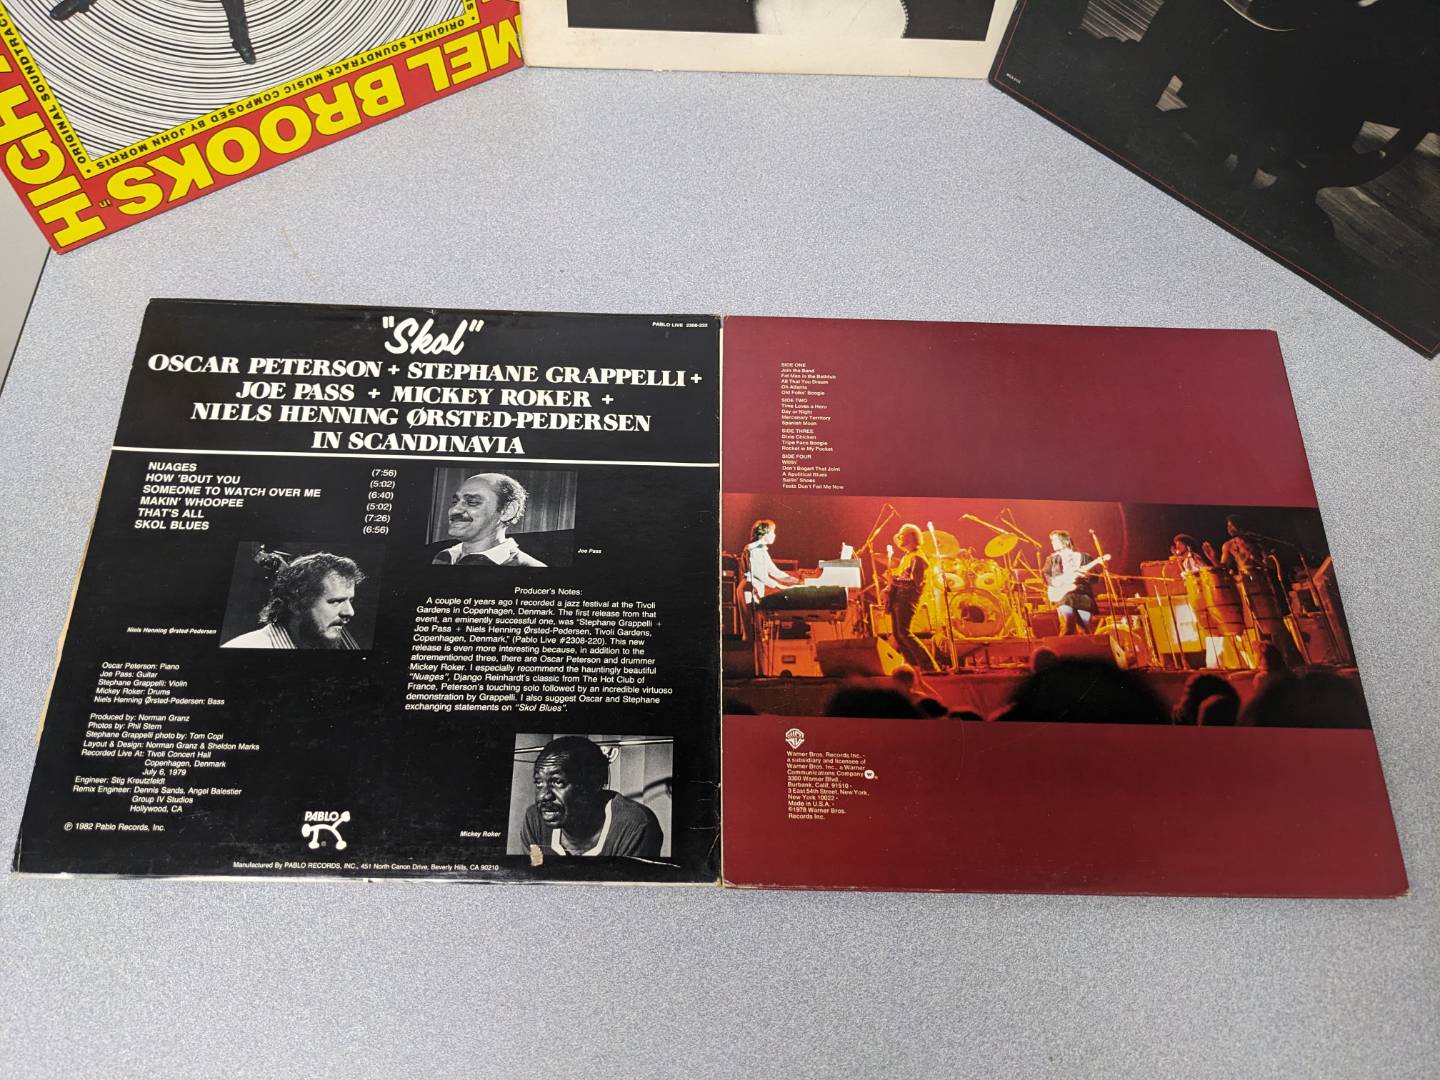 HIGH
MEL BROOKS'
in
ORIGINAL SOUNDTRACK
ORIGINAL SOUNDTRACK MUSIC COMPOSED BY JOHN MORRIS
"Skol"
PABLO LIVE 2308-232
OSCAR PETERSON + STEPHANE GRAPPELLI +
JOE PASS + MICKEY ROKER +
NIELS HENNING ØRSTED-PEDERSEN
IN SCANDINAVIA
NUAGES (7:56)
HOW 'BOUT YOU (5:02)
SOMEONE TO WATCH OVER ME (6:40)
MAKIN' WHOOPEE (5:02)
THAT'S ALL (7:26)
SKOL BLUES (6:56)
Joe Pass
Niels Henning Ørsted-Pedersen
Producer's Notes:
A couple of years ago I recorded a jazz festival at the Tivoli
Gardens in Copenhagen, Denmark. The first release from that
event, an eminently successful one, was "Stephane Grappelli +
Joe Pass + Niels Henning Ørsted-Pedersen, Tivoli Gardens,
Copenhagen, Denmark," (Pablo Live #2308-220). This new
release is even more interesting because, in addition to the
aforementioned three, there are Oscar Peterson and drummer
Mickey Roker. I especially recommend the hauntingly beautiful
"Nuages", Django Reinhardt's classic from The Hot Club of
France, Peterson's touching solo followed by an incredible virtuoso
demonstration by Grappelli. I also suggest Oscar and Stephane
exchanging statements on "Skol Blues".
Oscar Peterson: Piano
Joe Pass: Guitar
Stephane Grappelli: Violin
Mickey Roker: Drums
Niels Henning Ørsted-Pedersen: Bass
Produced by: Norman Granz
Photos by: Phil Stern
Stephane Grappelli photo by: Tom Copi
Layout & Design: Norman Granz & Sheldon Marks
Recorded Live At: Tivoli Concert Hall
Copenhagen, Denmark
July 6, 1979
Engineer: Stig Kreutzfeldt
Remix Engineer: Dennis Sands, Angel Balestier
Group IV Studios
Hollywood, CA
℗ 1982 Pablo Records, Inc.
PABLO
Mickey Roker
Manufactured By PABLO RECORDS, INC., 451 North Canon Drive, Beverly Hills, CA 90210
SIDE ONE
Join the Band
Fat Man in the Bathtub
All That You Dream
Oh Atlanta
Old Folks' Boogie
SIDE TWO
Time Loves a Hero
Day or Night
Mercenary Territory
Spanish Moon
SIDE THREE
Dixie Chicken
Tripe Face Boogie
Rocket in My Pocket
SIDE FOUR
Willin'
Don't Bogart That Joint
A Apolitical Blues
Sailin' Shoes
Feats Don't Fail Me Now
Warner Bros. Records Inc. •
a subsidiary and licensee of
Warner Bros. Inc., a Warner
Communications Company
3300 Warner Blvd.,
Burbank, Calif. 91510 •
3 East 54th Street, New York,
New York 10022 •
Made in U.S.A. •
©1978 Warner Bros.
Records Inc.